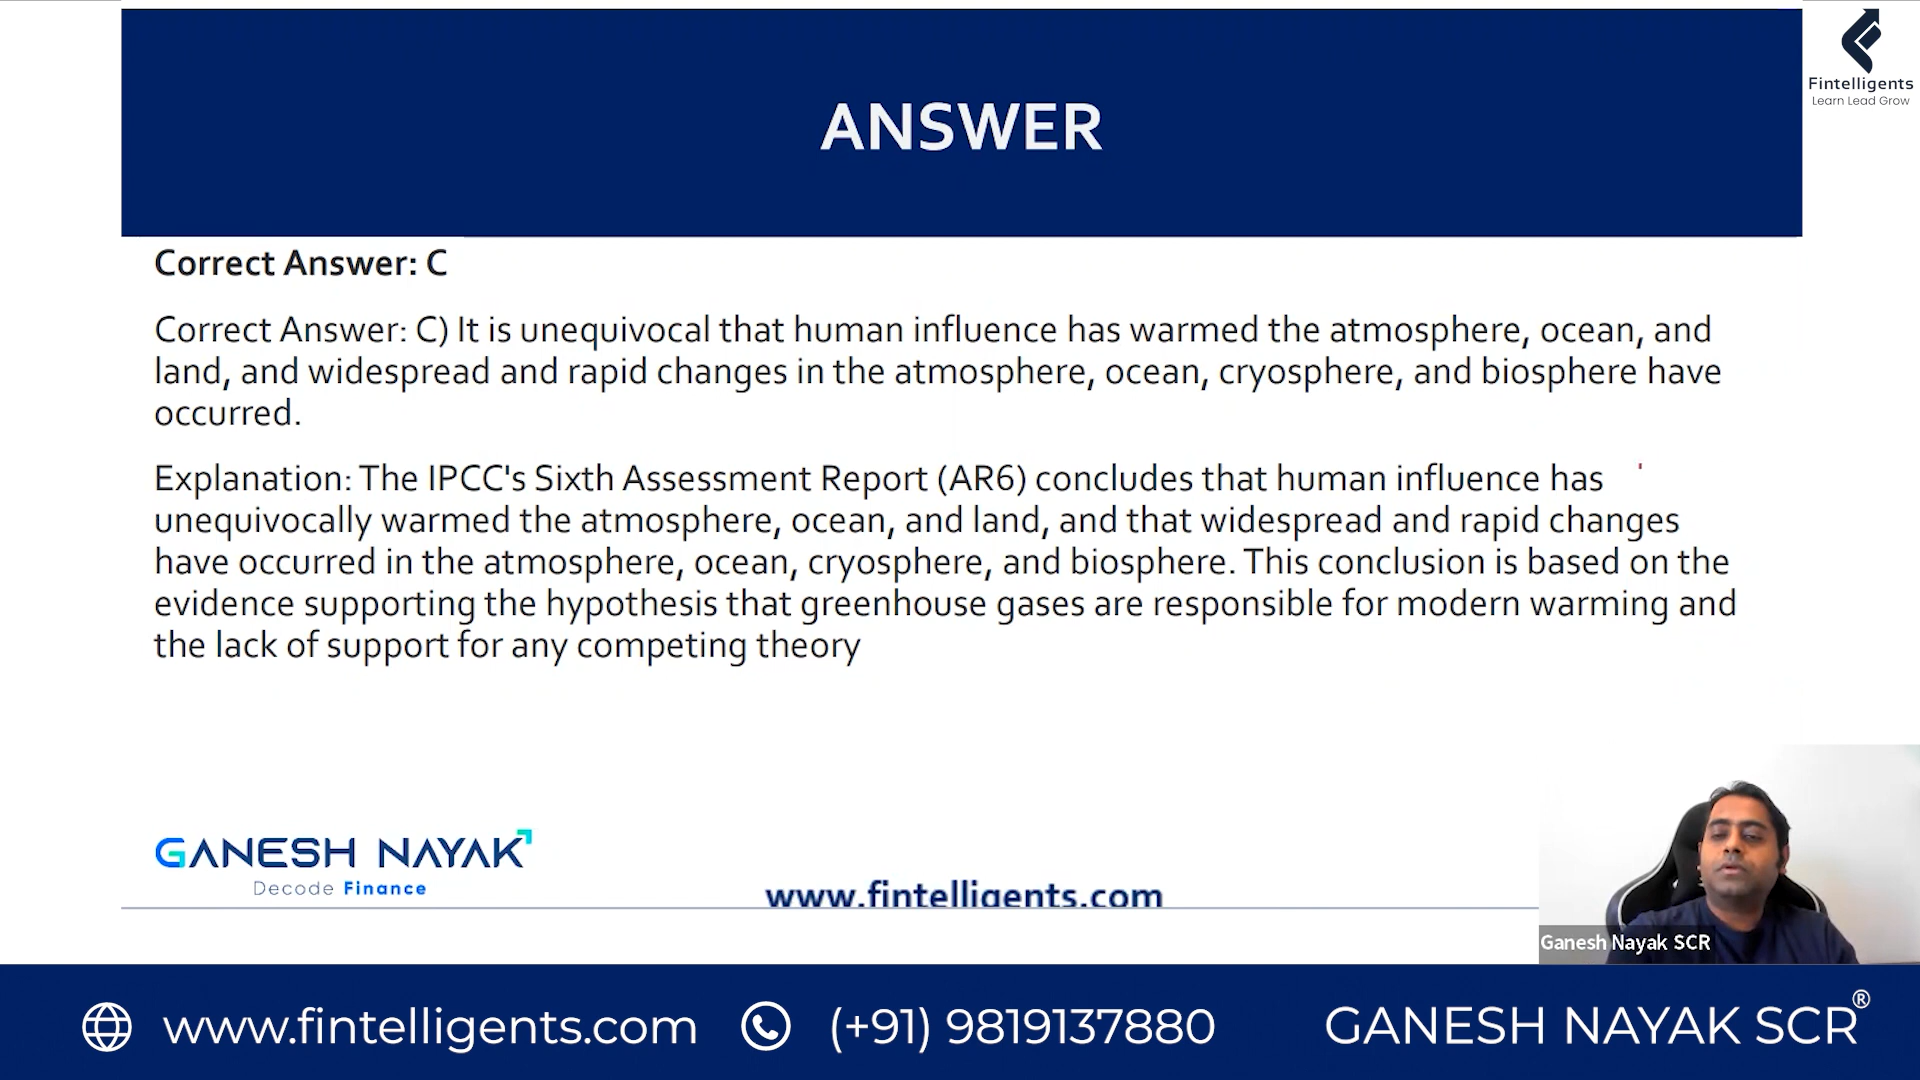 Fintelligents
Learn Lead Grow
ANSWER
Correct Answer: C
Correct Answer: C) It is unequivocal that human influence has warmed the atmosphere, ocean, and
land, and widespread and rapid changes in the atmosphere, ocean, cryosphere, and biosphere have
occurred.
Explanation: The IPCC's Sixth Assessment Report (AR6) concludes that human influence has
unequivocally warmed the atmosphere, ocean, and land, and that widespread and rapid changes
have occurred in the atmosphere, ocean, cryosphere, and biosphere. This conclusion is based on the
evidence supporting the hypothesis that greenhouse gases are responsible for modern warming and
the lack of support for any competing theory
GANESH NAYAK
Decode Finance
www.fintelligents.com
Ganesh Nayak SCR
www.fintelligents.com
(+91) 9819137880
GANESH NAYAK SCR®